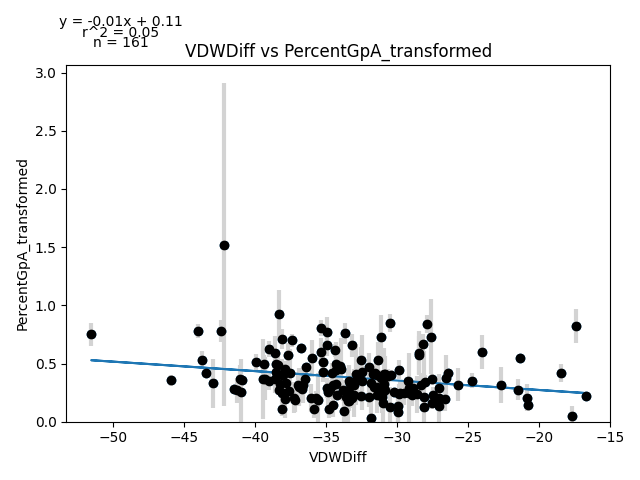 y = -0.01x + 0.11
r^2 = 0.05
n = 161
VDWDiff vs PercentGpA_transformed
3.0
2.5
2.0
1.5
1.0
0.5
0.0
PercentGpA_transformed
−50
−45
−40
−35
−30
−25
−20
−15
VDWDiff